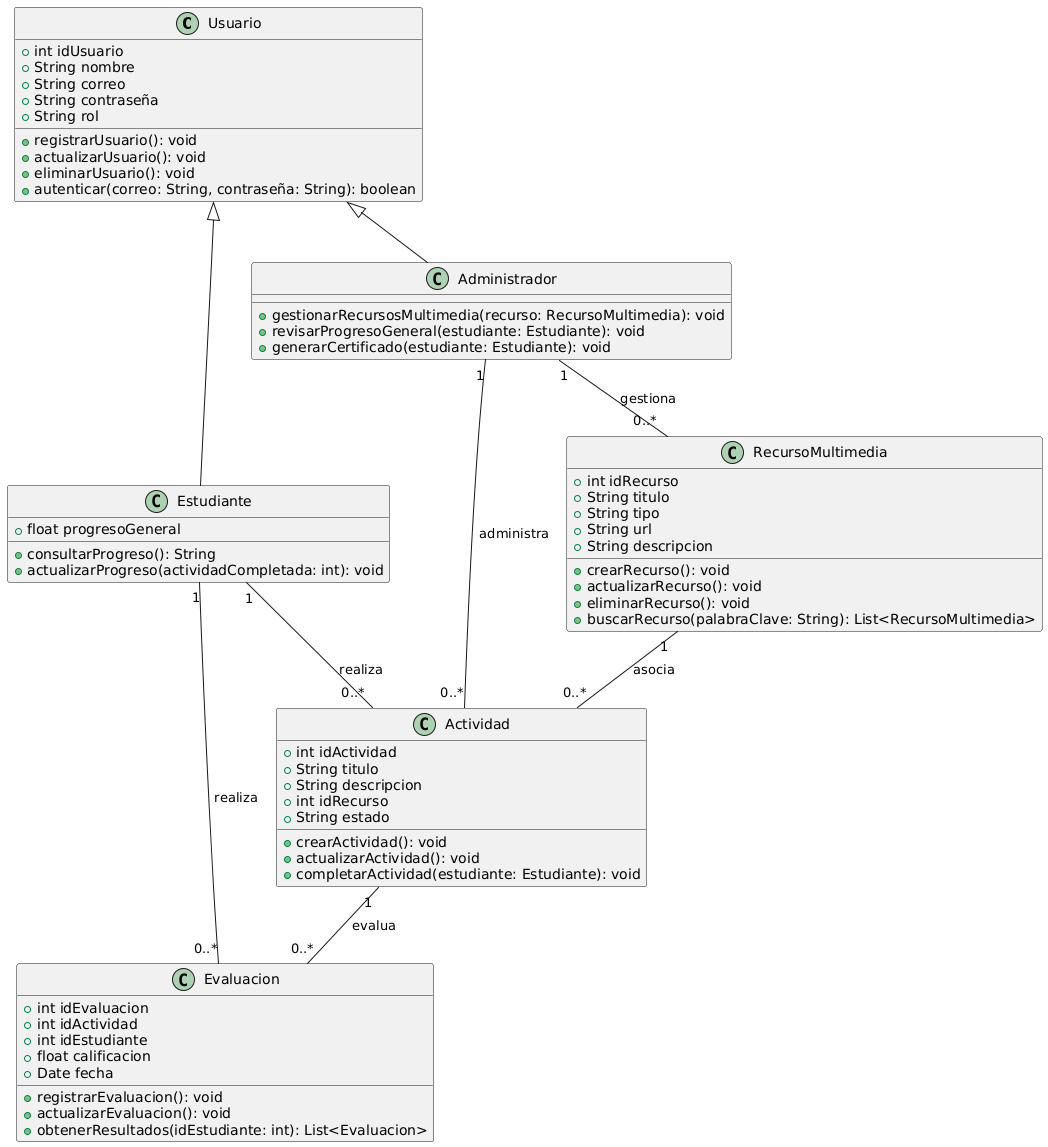 C Usuario
int idUsuario
String nombre
String correo
String contraseña
String rol
registrarUsuario(): void
actualizarUsuario(): void
eliminarUsuario(): void
autenticar(correo: String, contraseña: String): boolean
C Administrador
gestionarRecursosMultimedia(recurso: RecursoMultimedia): void
revisarProgresoGeneral(estudiante: Estudiante): void
generarCertificado(estudiante: Estudiante): void
1
1
gestiona
0..*
C RecursoMultimedia
int idRecurso
String titulo
String tipo
String url
String descripcion
crearRecurso(): void
actualizarRecurso(): void
eliminarRecurso(): void
buscarRecurso(palabraClave: String): List<RecursoMultimedia>
C Estudiante
float progresoGeneral
consultarProgreso(): String
actualizarProgreso(actividadCompletada: int): void
administra
1
1
1
realiza
asocia
0..*
0..*
0..*
C Actividad
int idActividad
String titulo
String descripcion
int idRecurso
String estado
crearActividad(): void
actualizarActividad(): void
completarActividad(estudiante: Estudiante): void
realiza
1
evalua
0..*
0..*
C Evaluacion
int idEvaluacion
int idActividad
int idEstudiante
float calificacion
Date fecha
registrarEvaluacion(): void
actualizarEvaluacion(): void
obtenerResultados(idEstudiante: int): List<Evaluacion>